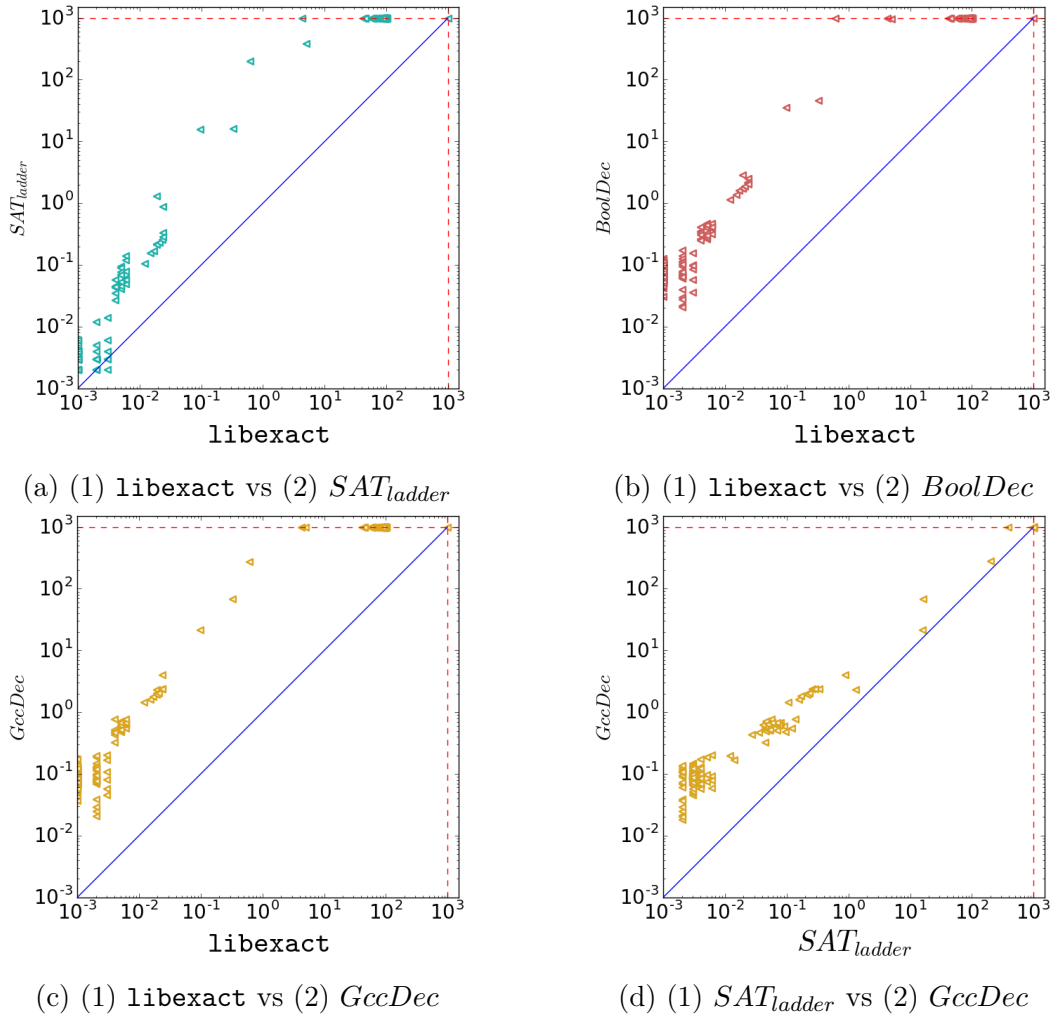 10^3 10^3
10^2 10^2
10^1 10^1
10^0 10^0
10^-1 10^-1
10^-2 10^-2
10^-3 10^-3
SAT_ladder BoolDec
10^-3 10^-2 10^-1 10^0 10^1 10^2 10^3 10^-3 10^-2 10^-1 10^0 10^1 10^2 10^3
libexact libexact
(a) (1) libexact vs (2) SAT_ladder (b) (1) libexact vs (2) BoolDec
10^3 10^3
10^2 10^2
10^1 10^1
10^0 10^0
10^-1 10^-1
10^-2 10^-2
10^-3 10^-3
GccDec GccDec
10^-3 10^-2 10^-1 10^0 10^1 10^2 10^3 10^-3 10^-2 10^-1 10^0 10^1 10^2 10^3
libexact SAT_ladder
(c) (1) libexact vs (2) GccDec (d) (1) SAT_ladder vs (2) GccDec